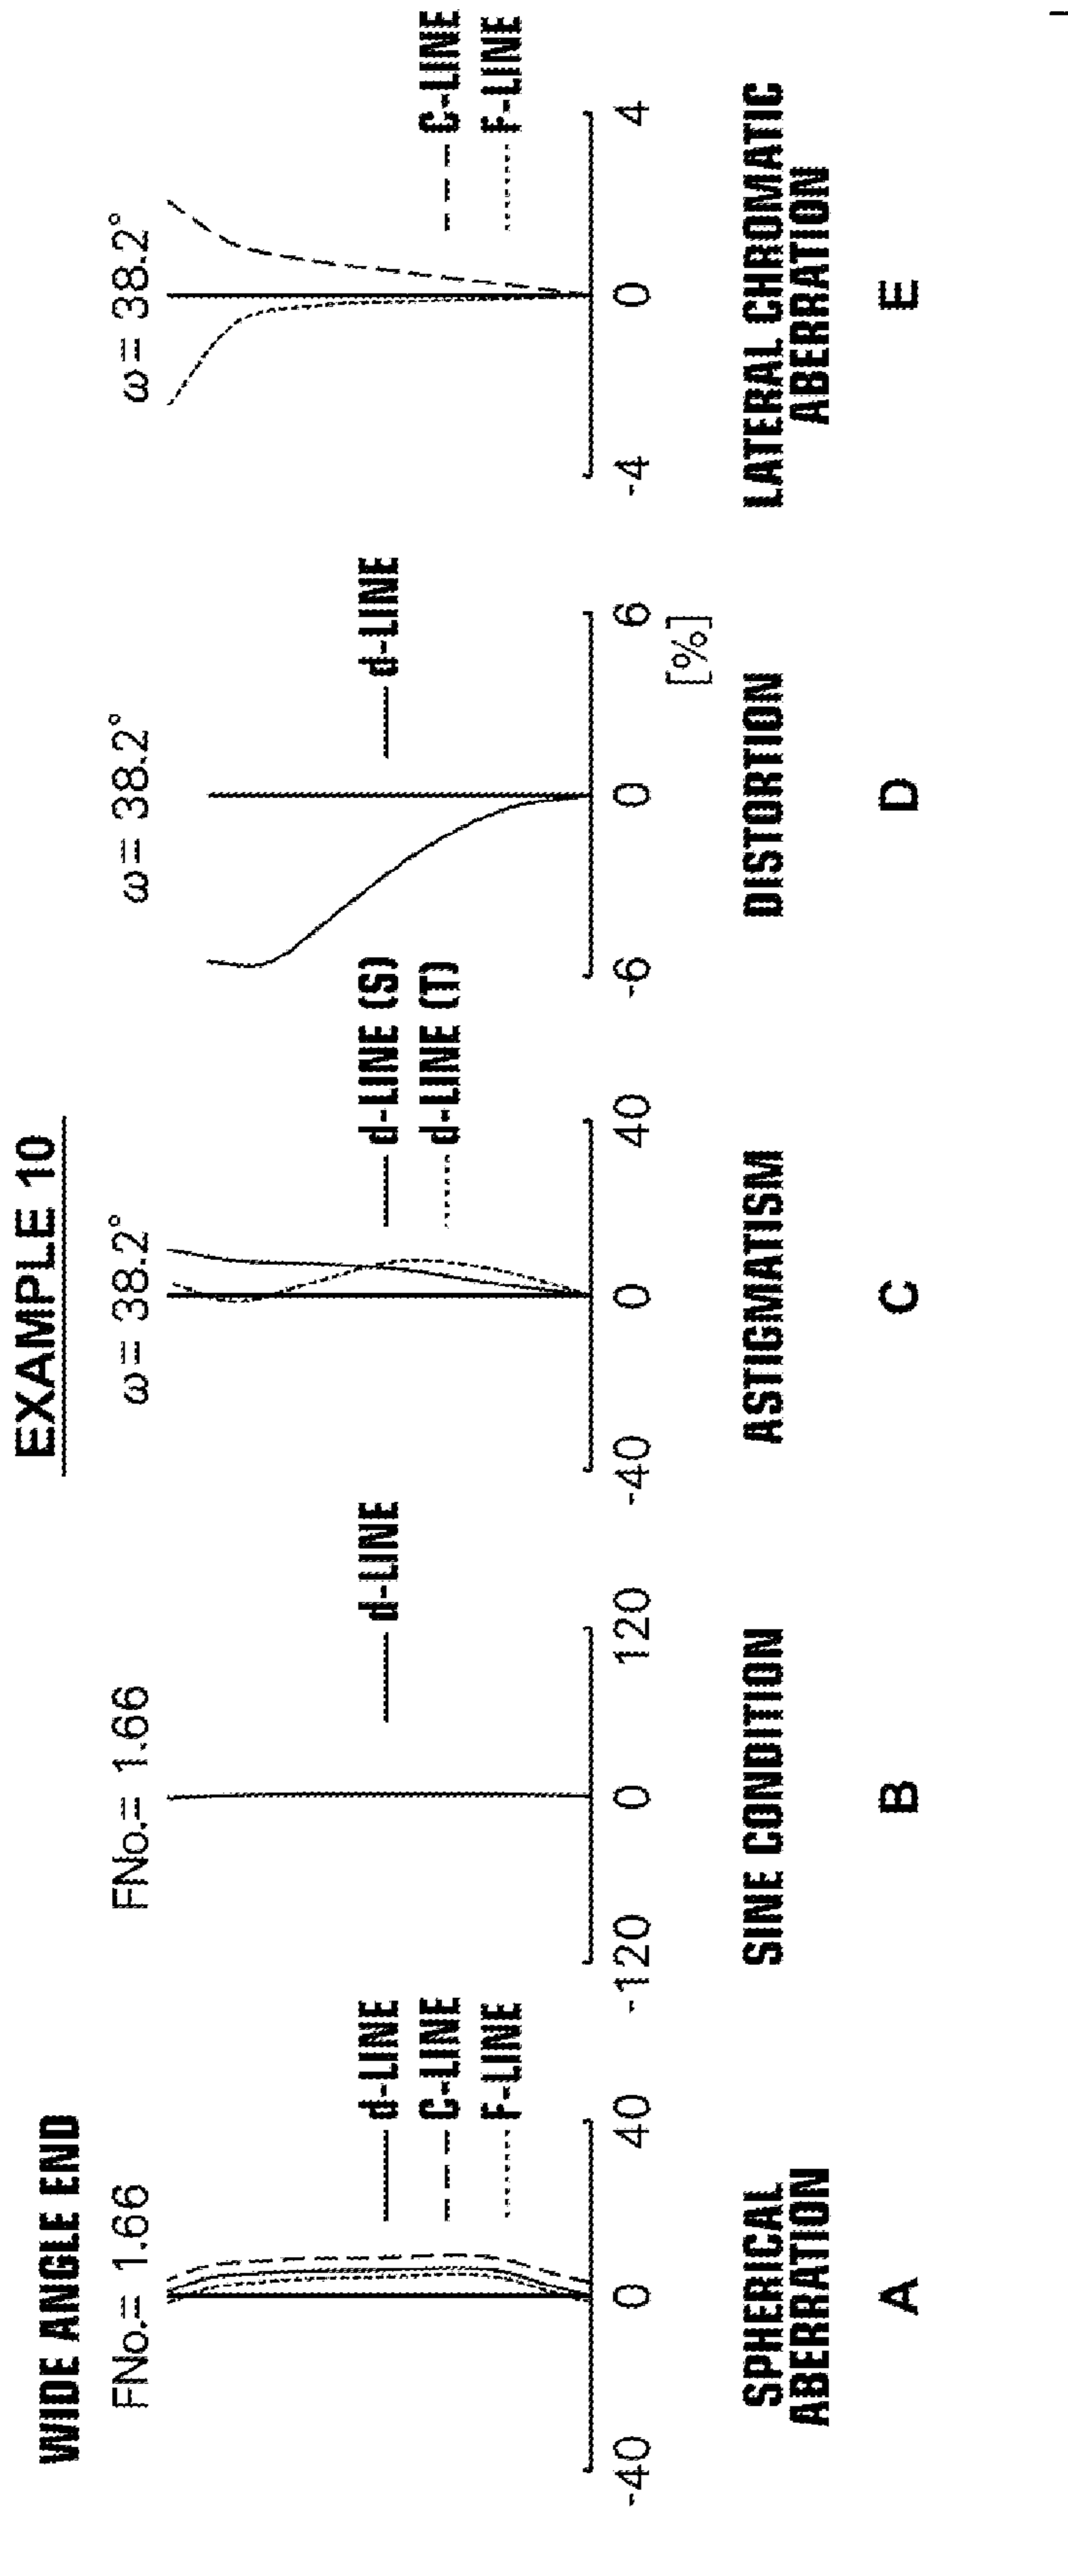 EXAMPLE 10
WIDE ANGLE END
FNo.= 1.66
d-LINE
C-LINE
F-LINE
-40 0 40
SPHERICAL
ABERRATION
A
FNo.= 1.66
d-LINE
-120 0 120
SINE CONDITION
B
ω = 38.2°
d-LINE (S)
d-LINE (T)
-40 0 40
ASTIGMATISM
C
ω = 38.2°
d-LINE
-6 0 6
[%]
DISTORTION
D
ω = 38.2°
C-LINE
F-LINE
-4 0 4
LATERAL CHROMATIC
ABERRATION
E